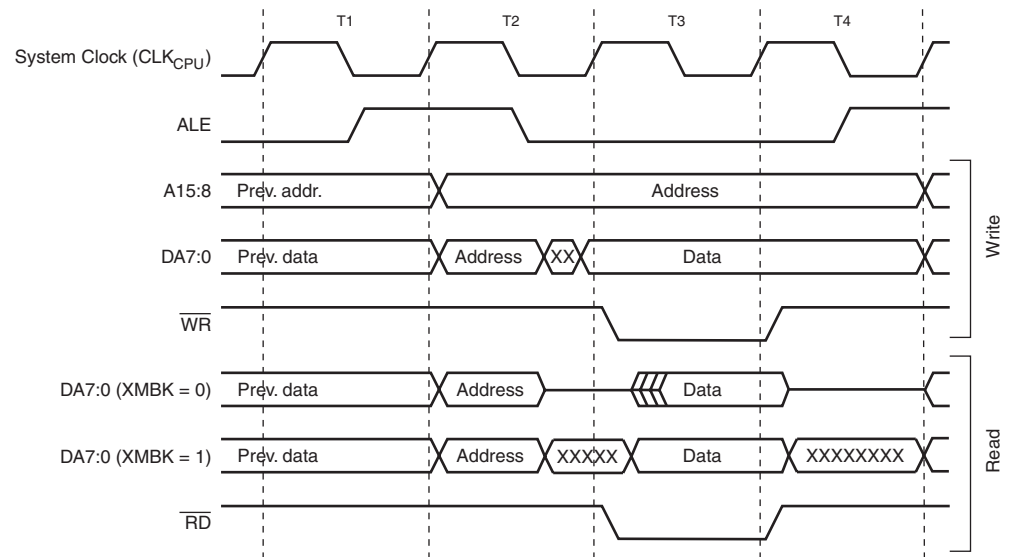 T1 T2 T3 T4
System Clock (CLKCPU)
ALE
A15:8 Prev. addr. Address
DA7:0 Prev. data Address XX Data
WR
Write
DA7:0 (XMBK = 0) Prev. data Address Data
DA7:0 (XMBK = 1) Prev. data Address XXXXX Data XXXXXXXX
RD
Read